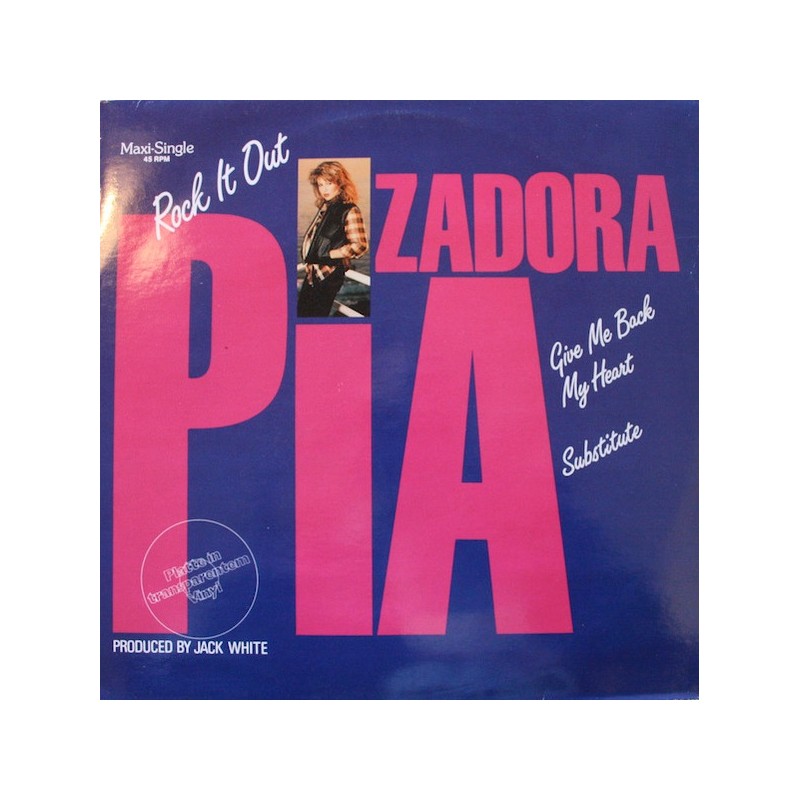 Maxi-Single
45 RPM
Rock It Out
ZADORA
PIA
Give Me Back
My Heart
Substitute
Platte in
transparentem
Vinyl
PRODUCED BY JACK WHITE